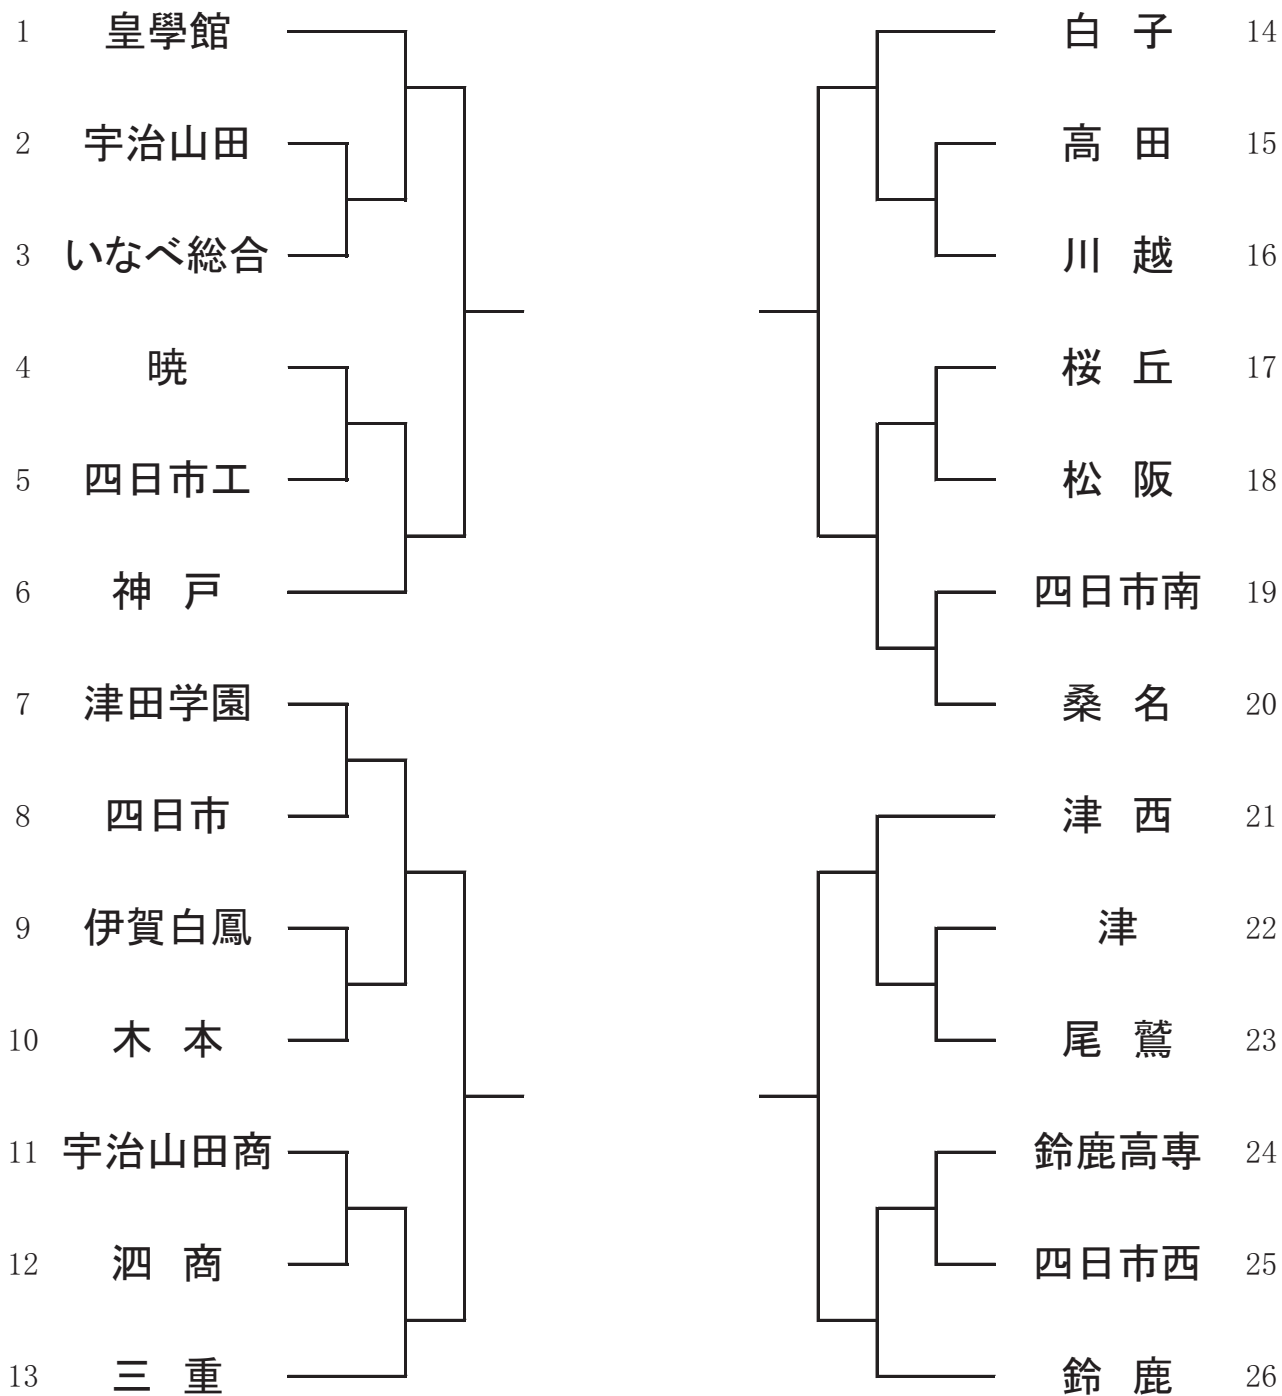 1 皇學館
2 宇治山田
3 いなべ総合
4 暁
5 四日市工
6 神 戸
7 津田学園
8 四日市
9 伊賀白鳳
10 木 本
11 宇治山田商
12 泗 商
13 三 重
白 子 14
高 田 15
川 越 16
桜 丘 17
松 阪 18
四日市南 19
桑 名 20
津 西 21
津 22
尾 鷲 23
鈴鹿高専 24
四日市西 25
鈴 鹿 26